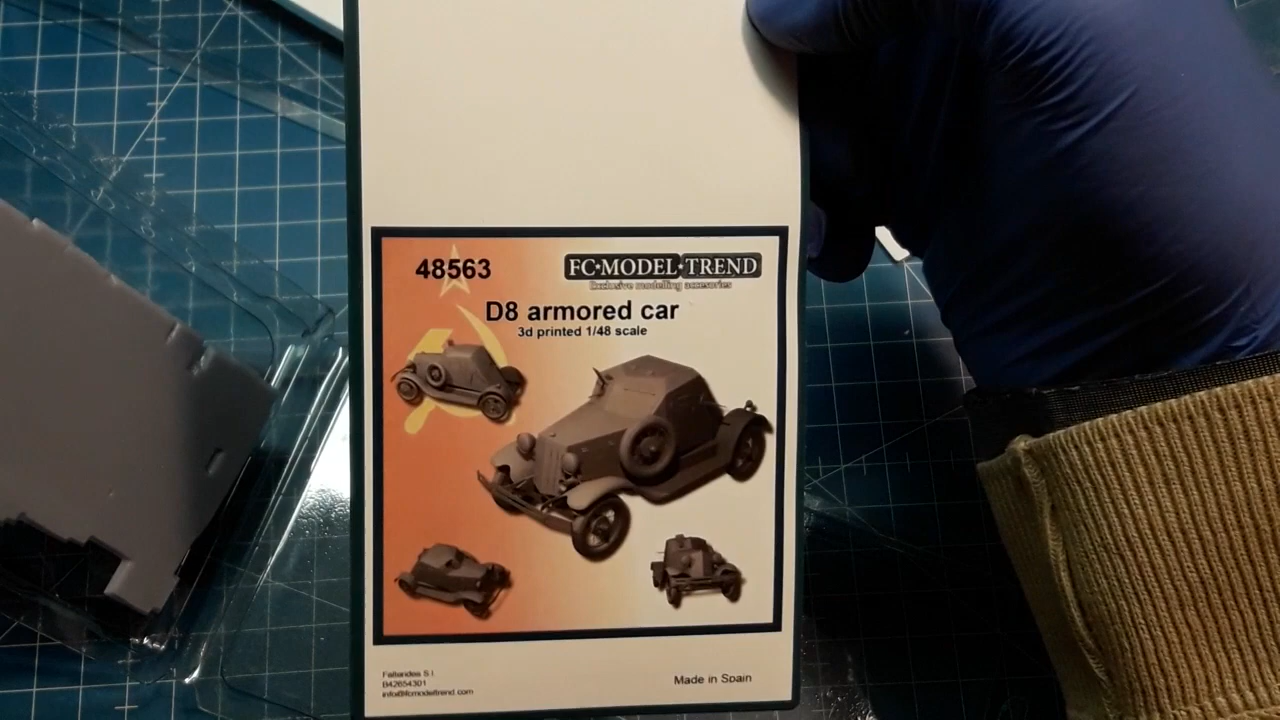 48563
FC★MODEL★TREND
Exclusive modelling accesories
D8 armored car
3d printed 1/48 scale
Fallandes S.l.
B42654301
info@fcmodeltrend.com
Made in Spain